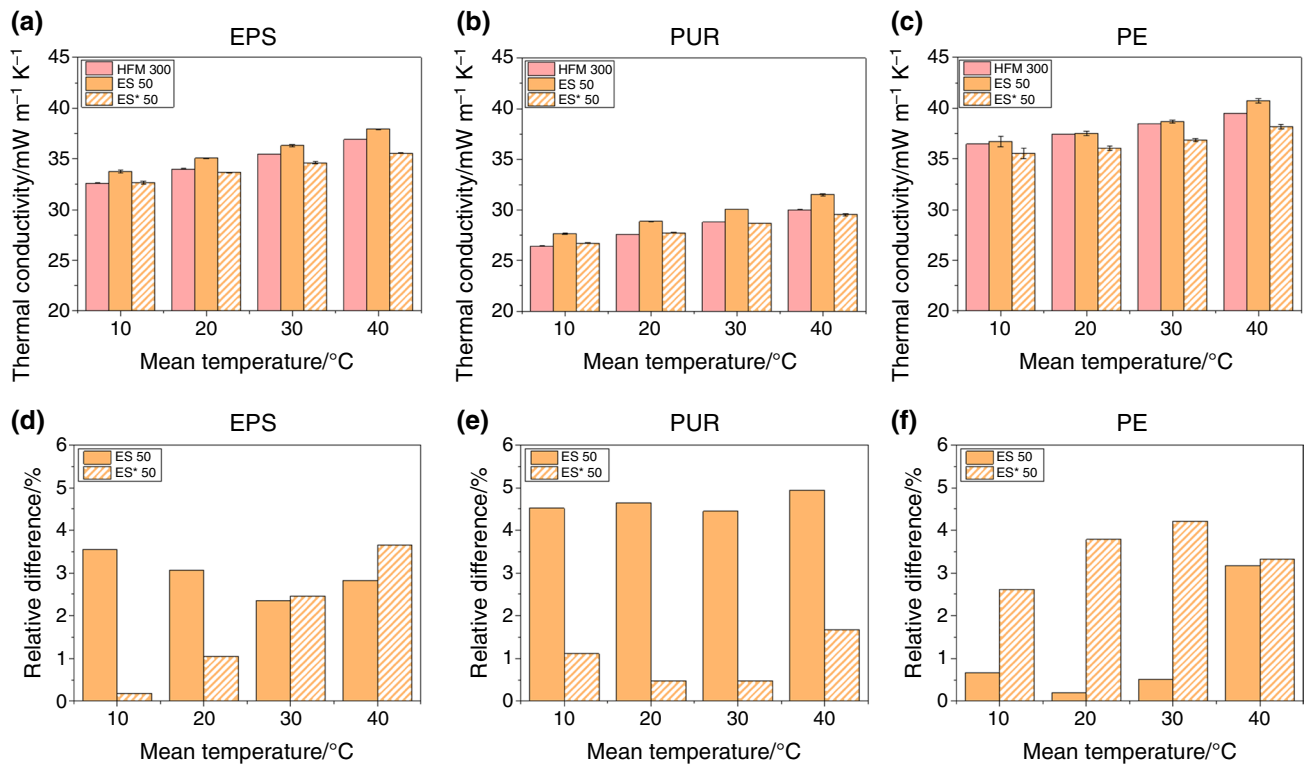 (a)
EPS
Thermal conductivity/mW m⁻¹ K⁻¹
45
40
35
30
25
20
HFM 300
ES 50
ES* 50
10 20 30 40
Mean temperature/°C
(b)
PUR
Thermal conductivity/mW m⁻¹ K⁻¹
45
40
35
30
25
20
HFM 300
ES 50
ES* 50
10 20 30 40
Mean temperature/°C
(c)
PE
Thermal conductivity/mW m⁻¹ K⁻¹
45
40
35
30
25
20
HFM 300
ES 50
ES* 50
10 20 30 40
Mean temperature/°C
(d)
EPS
Relative difference/%
6
5
4
3
2
1
0
ES 50
ES* 50
10 20 30 40
Mean temperature/°C
(e)
PUR
Relative difference/%
6
5
4
3
2
1
0
ES 50
ES* 50
10 20 30 40
Mean temperature/°C
(f)
PE
Relative difference/%
6
5
4
3
2
1
0
ES 50
ES* 50
10 20 30 40
Mean temperature/°C